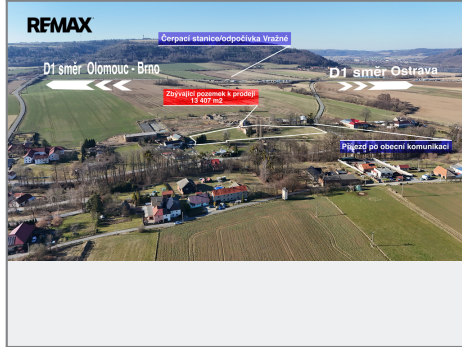 RE/MAX
Čerpací stanice/odpočívka Vražné
D1 směr Olomouc - Brno
D1 směr Ostrava
Zbývající pozemek k prodeji
13 407 m2
Příjezd po obecní komunikaci